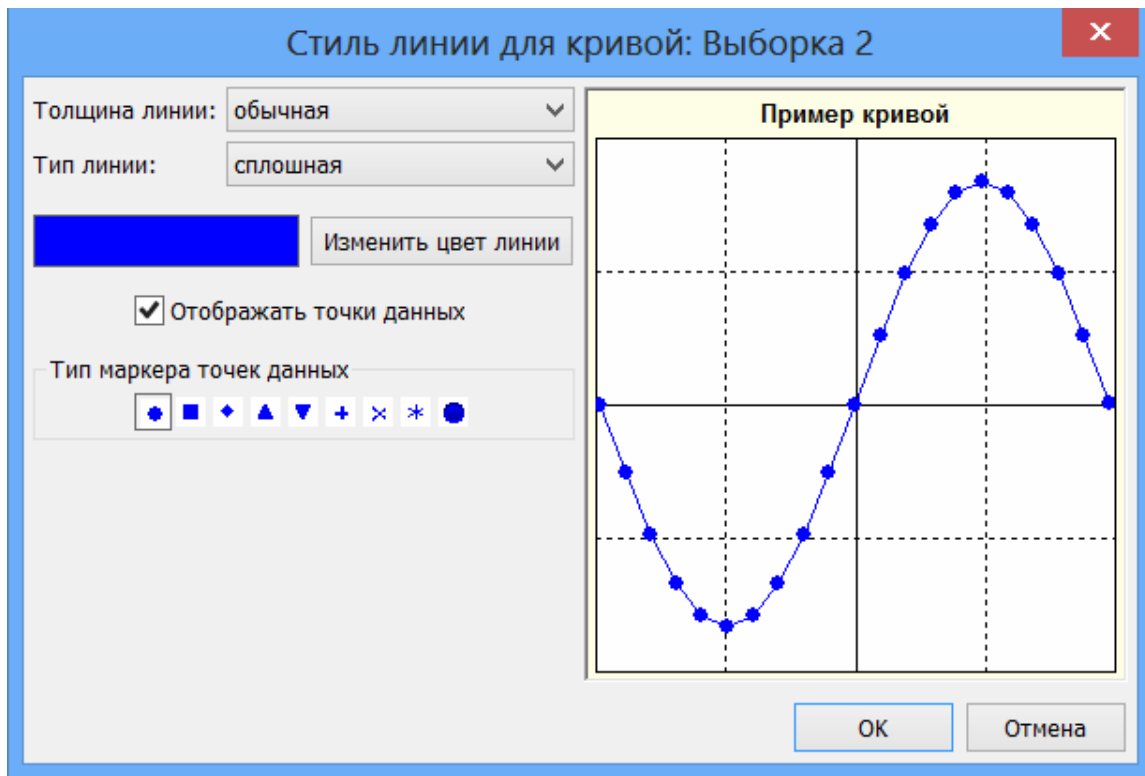 Стиль линии для кривой: Выборка 2
Толщина линии: обычная
Тип линии: сплошная
Изменить цвет линии
Отображать точки данных
Тип маркера точек данных
Пример кривой
OK
Отмена